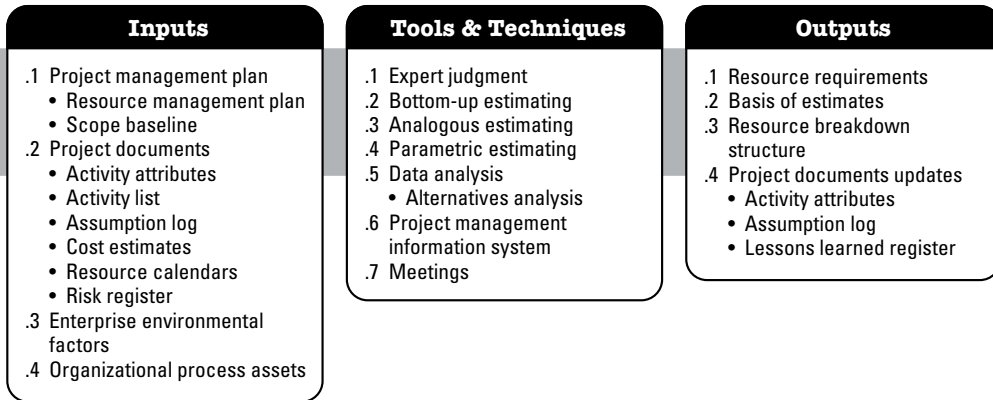 Inputs
.1 Project management plan
• Resource management plan
• Scope baseline
.2 Project documents
• Activity attributes
• Activity list
• Assumption log
• Cost estimates
• Resource calendars
• Risk register
.3 Enterprise environmental
factors
.4 Organizational process assets
Tools & Techniques
.1 Expert judgment
.2 Bottom-up estimating
.3 Analogous estimating
.4 Parametric estimating
.5 Data analysis
• Alternatives analysis
.6 Project management
information system
.7 Meetings
Outputs
.1 Resource requirements
.2 Basis of estimates
.3 Resource breakdown
structure
.4 Project documents updates
• Activity attributes
• Assumption log
• Lessons learned register